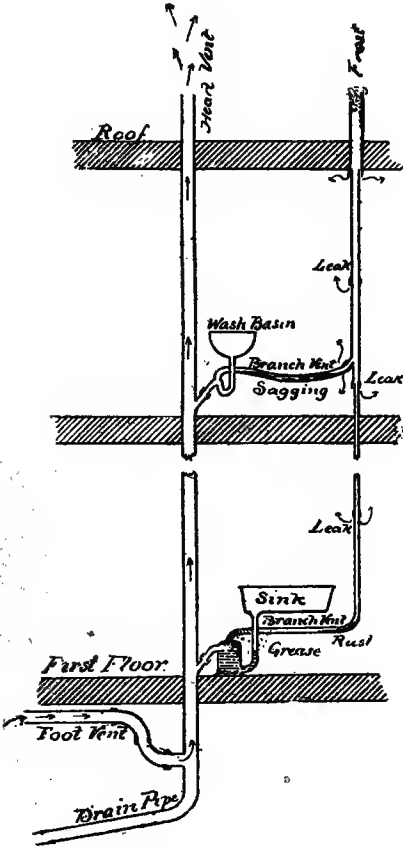 Head Vent
Frost
Roof
Leak
Wash Basin
Branch Vent
Sagging
Leak
Leak
Sink
Branch Vent
Grease
Rust
First Floor.
Foot Vent
Drain Pipe